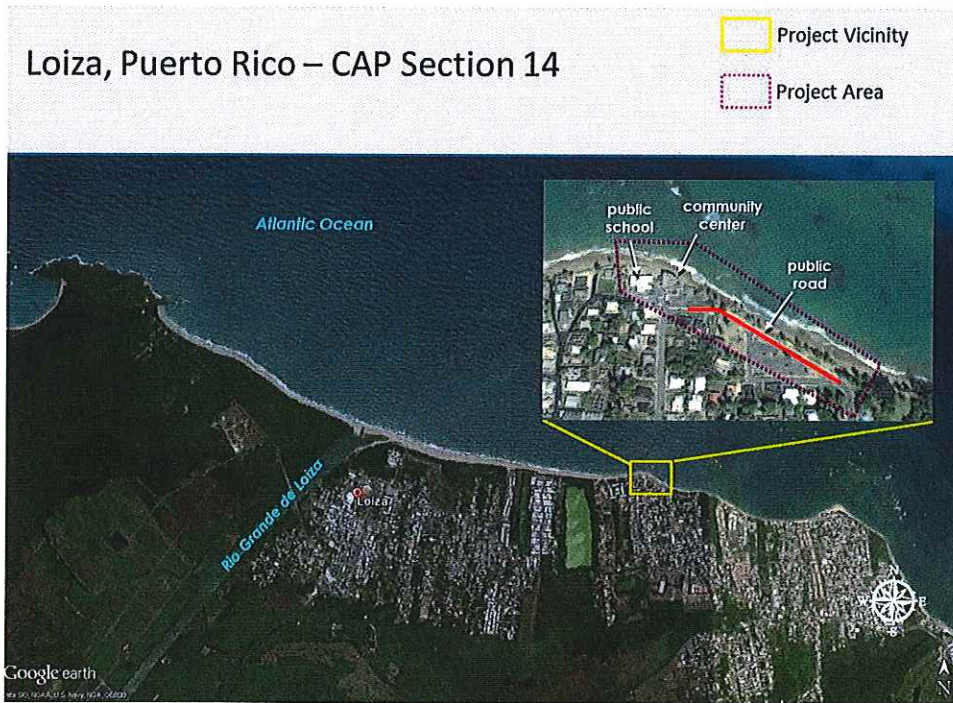 Loiza, Puerto Rico – CAP Section 14
Project Vicinity
Project Area
Atlantic Ocean
public
school
community
center
public
road
Rio Grande de Loiza
Loiza
N
W
E
S
Google earth
N